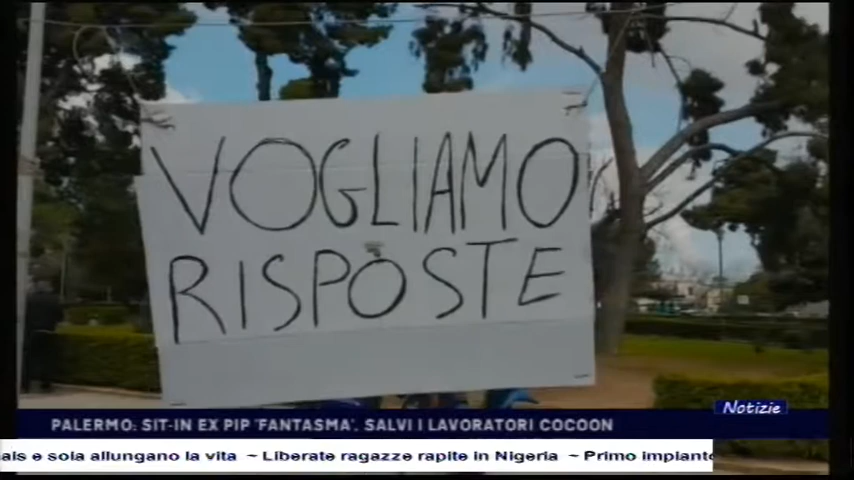 VOGLIAMO
RISPOSTE
Notizie
PALERMO: SIT-IN EX PIP 'FANTASMA', SALVI I LAVORATORI COCOON
e soia allungano la vita ~ Liberate ragazze rapite in Nigeria ~ Primo